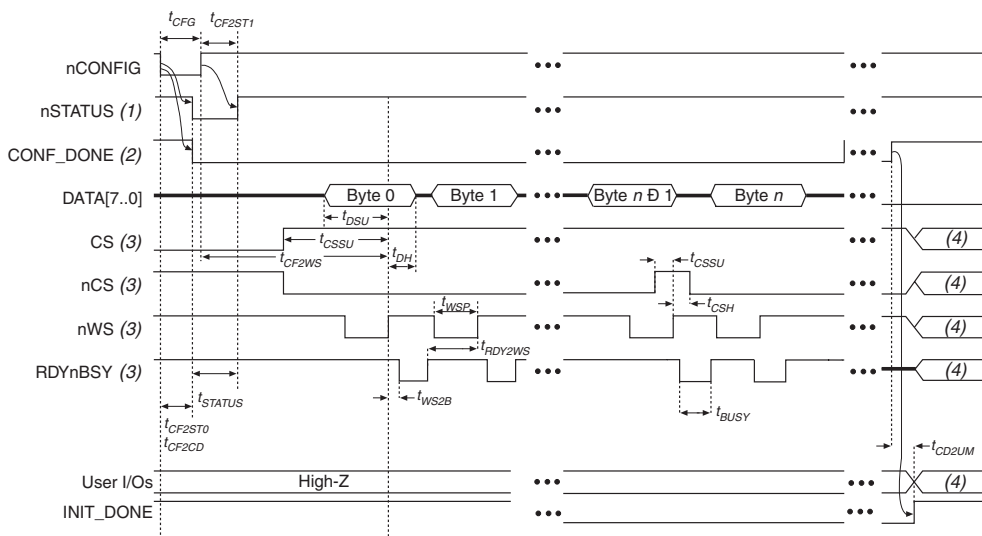 tCFG
tCF2ST1
nCONFIG
nSTATUS (1)
CONF_DONE (2)
DATA[7..0]
Byte 0
Byte 1
Byte n Ð 1
Byte n
tDSU
CS (3)
tCSSU
(4)
tCF2WS
tDH
tCSSU
nCS (3)
(4)
tWSP
tCSH
nWS (3)
(4)
tRDY2WS
RDYnBSY (3)
(4)
tSTATUS
tWS2B
tBUSY
tCF2ST0
tCF2CD
tCD2UM
User I/Os
High-Z
(4)
INIT_DONE